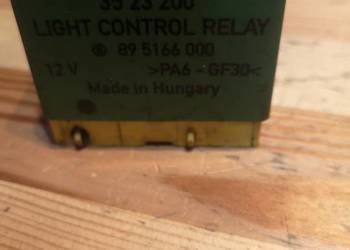 35 23 200
LIGHT CONTROL RELAY
89 5166 000
12 V >PA6-GF30<
Made in Hungary